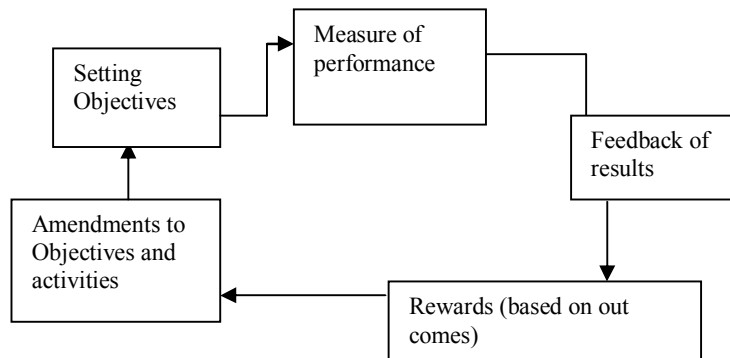 Measure of
performance
Setting
Objectives
Feedback of
results
Amendments to
Objectives and
activities
Rewards (based on out
comes)